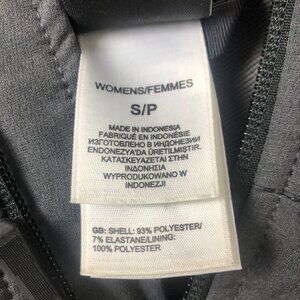 WOMENS/FEMMES
S/P
MADE IN INDONESIA
FABRIQUÉ EN INDONÉSIE
ИЗГОТОВЛЕНО В ИНДОНЕЗИИ
ENDONEZYA'DA ÜRETILMIŞTIR.
ΚΑΤΑΣΚΕΥΑΖΕΤΑΙ ΣΤΗΝ
ΙΝΔΟΝΗΣΙΑ
WYPRODUKOWANO W
INDONEZJI
GB: SHELL: 93% POLYESTER/
7% ELASTANE/LINING:
100% POLYESTER